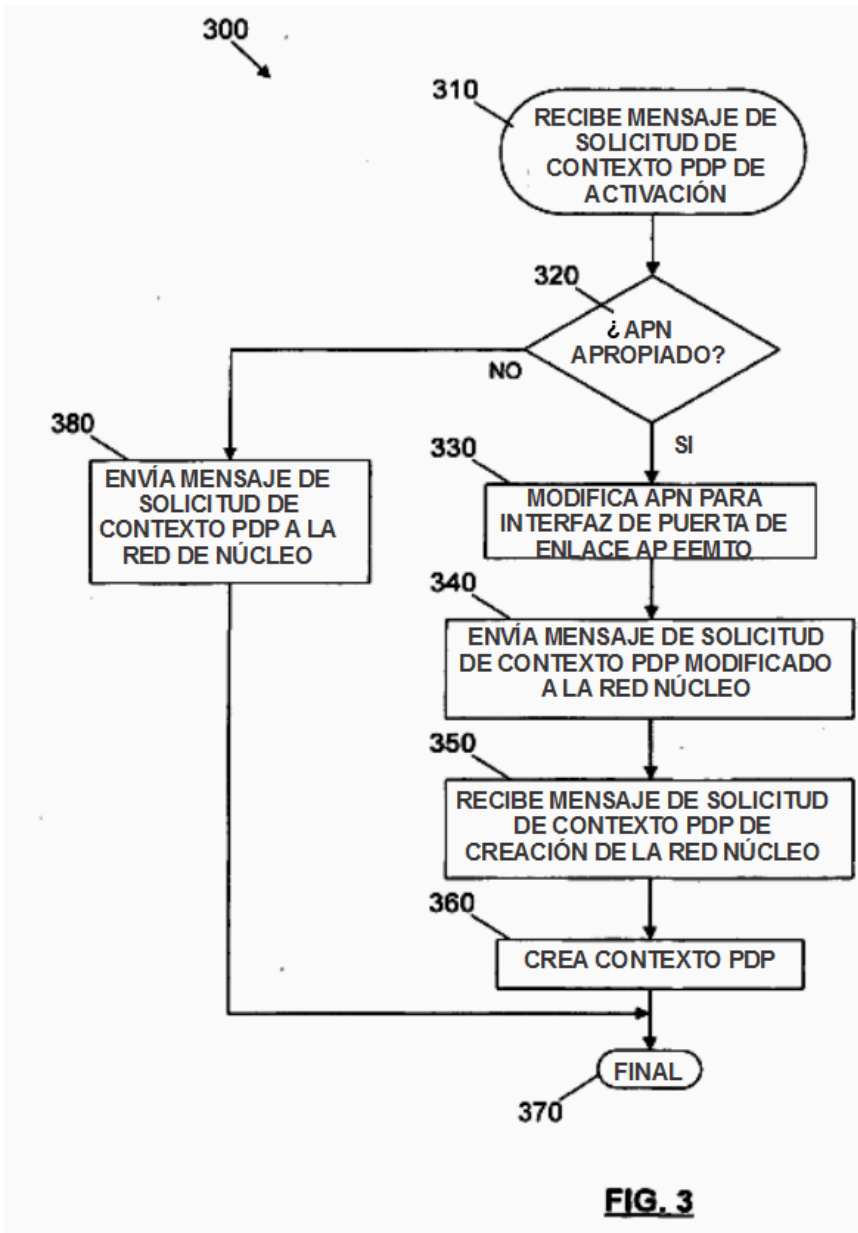 300
310
RECIBE MENSAJE DE
SOLICITUD DE
CONTEXTO PDP DE
ACTIVACIÓN
320
¿APN
APROPIADO?
NO
SI
380
ENVÍA MENSAJE DE
SOLICITUD DE
CONTEXTO PDP A LA
RED DE NÚCLEO
330
MODIFICA APN PARA
INTERFAZ DE PUERTA DE
ENLACE AP FEMTO
340
ENVÍA MENSAJE DE SOLICITUD
DE CONTEXTO PDP MODIFICADO
A LA RED NÚCLEO
350
RECIBE MENSAJE DE SOLICITUD
DE CONTEXTO PDP DE
CREACIÓN DE LA RED NÚCLEO
360
CREA CONTEXTO PDP
FINAL
370
FIG. 3